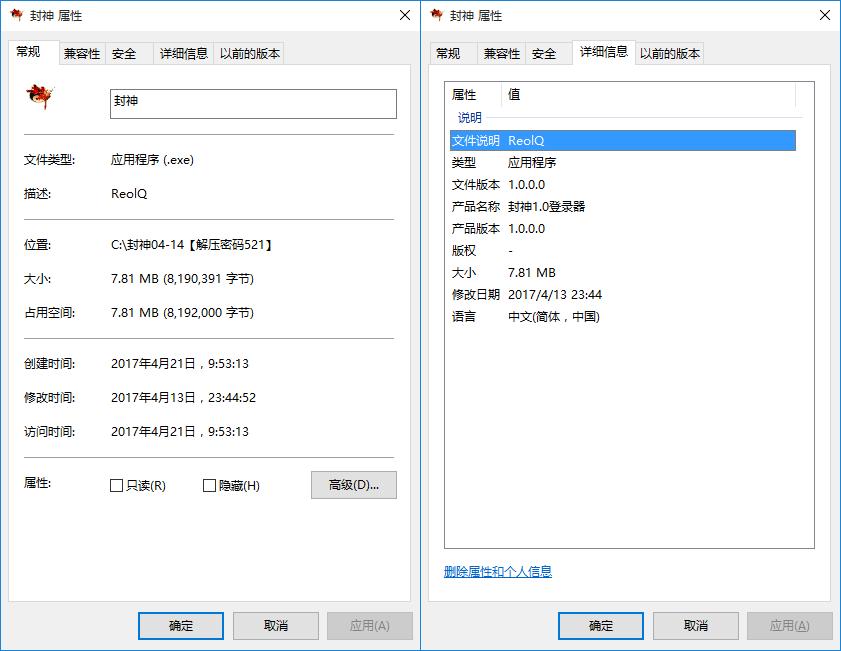 封神 属性
常规 兼容性 安全 详细信息 以前的版本
封神
文件类型: 应用程序 (.exe)
描述: ReolQ
位置: C:\封神04-14【解压密码521】
大小: 7.81 MB (8,190,391 字节)
占用空间: 7.81 MB (8,192,000 字节)
创建时间: 2017年4月21日，9:53:13
修改时间: 2017年4月13日，23:44:52
访问时间: 2017年4月21日，9:53:13
属性: 只读(R) 隐藏(H) 高级(D)...
确定 取消 应用(A)
封神 属性
常规 兼容性 安全 详细信息 以前的版本
属性 值
说明
文件说明 ReolQ
类型 应用程序
文件版本 1.0.0.0
产品名称 封神1.0登录器
产品版本 1.0.0.0
版权 -
大小 7.81 MB
修改日期 2017/4/13 23:44
语言 中文(简体，中国)
删除属性和个人信息
确定 取消 应用(A)